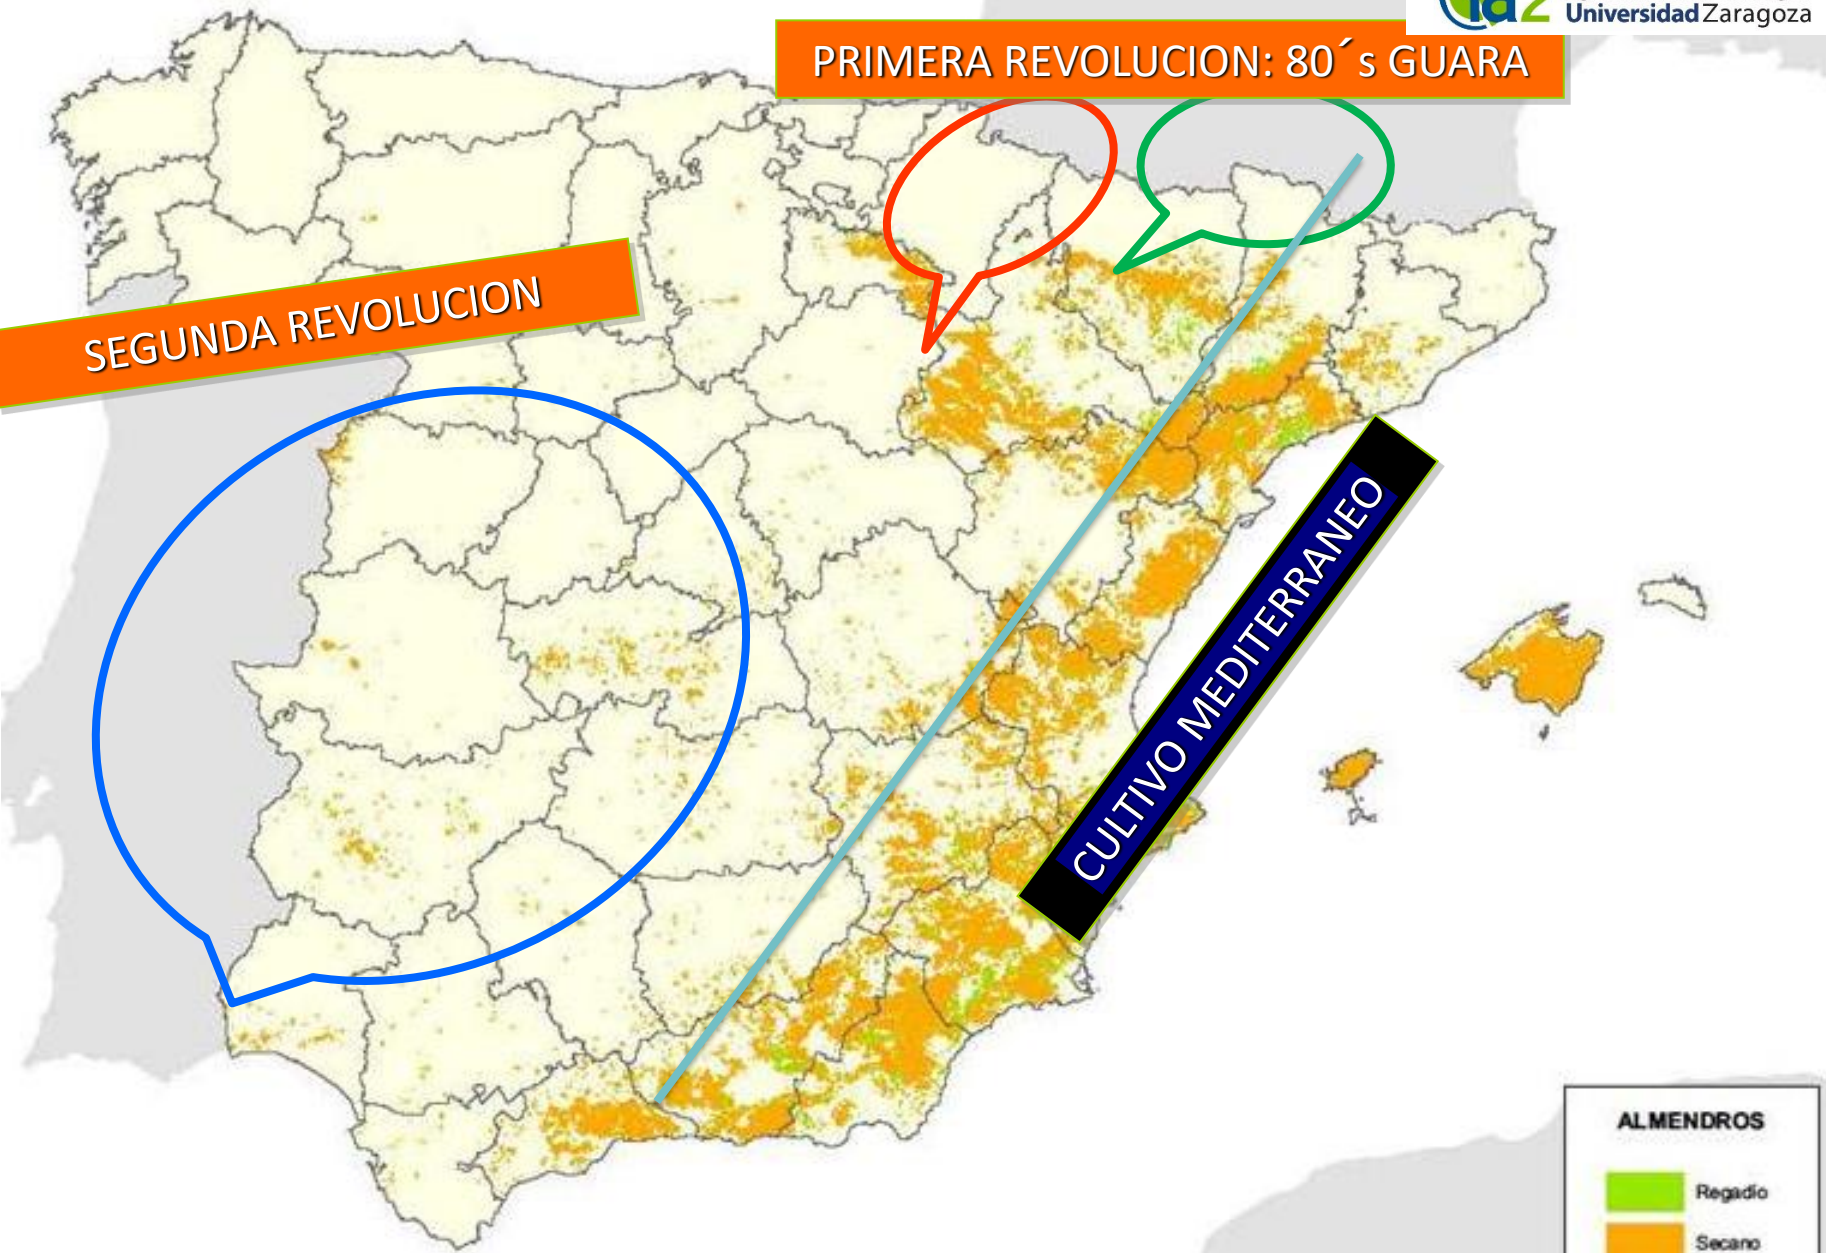 Universidad Zaragoza
PRIMERA REVOLUCION: 80´s GUARA
SEGUNDA REVOLUCION
CULTIVO MEDITERRANEO
ALMENDROS
Regadío
Secano